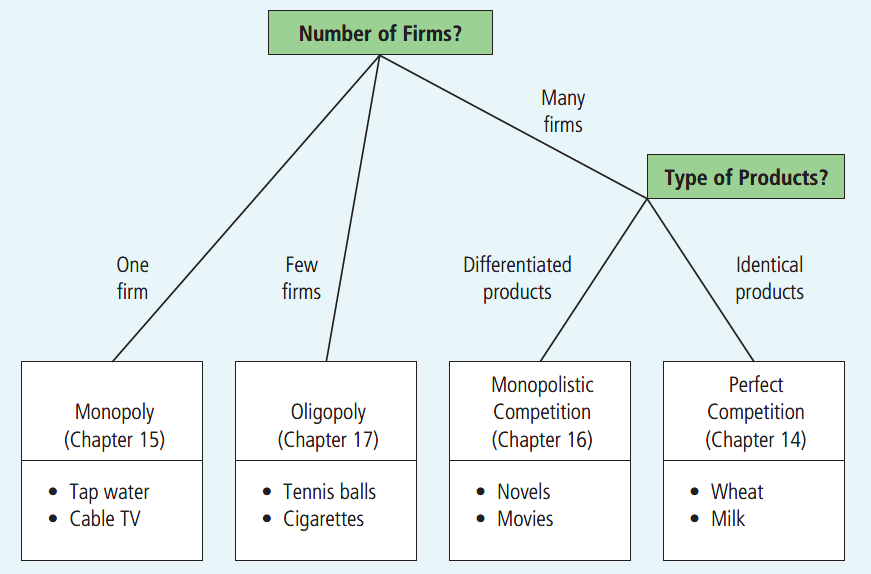 Number of Firms?
Many
firms
Type of Products?
One
firm
Few
firms
Differentiated
products
Identical
products
Monopoly
(Chapter 15)
• Tap water
• Cable TV
Oligopoly
(Chapter 17)
• Tennis balls
• Cigarettes
Monopolistic
Competition
(Chapter 16)
• Novels
• Movies
Perfect
Competition
(Chapter 14)
• Wheat
• Milk